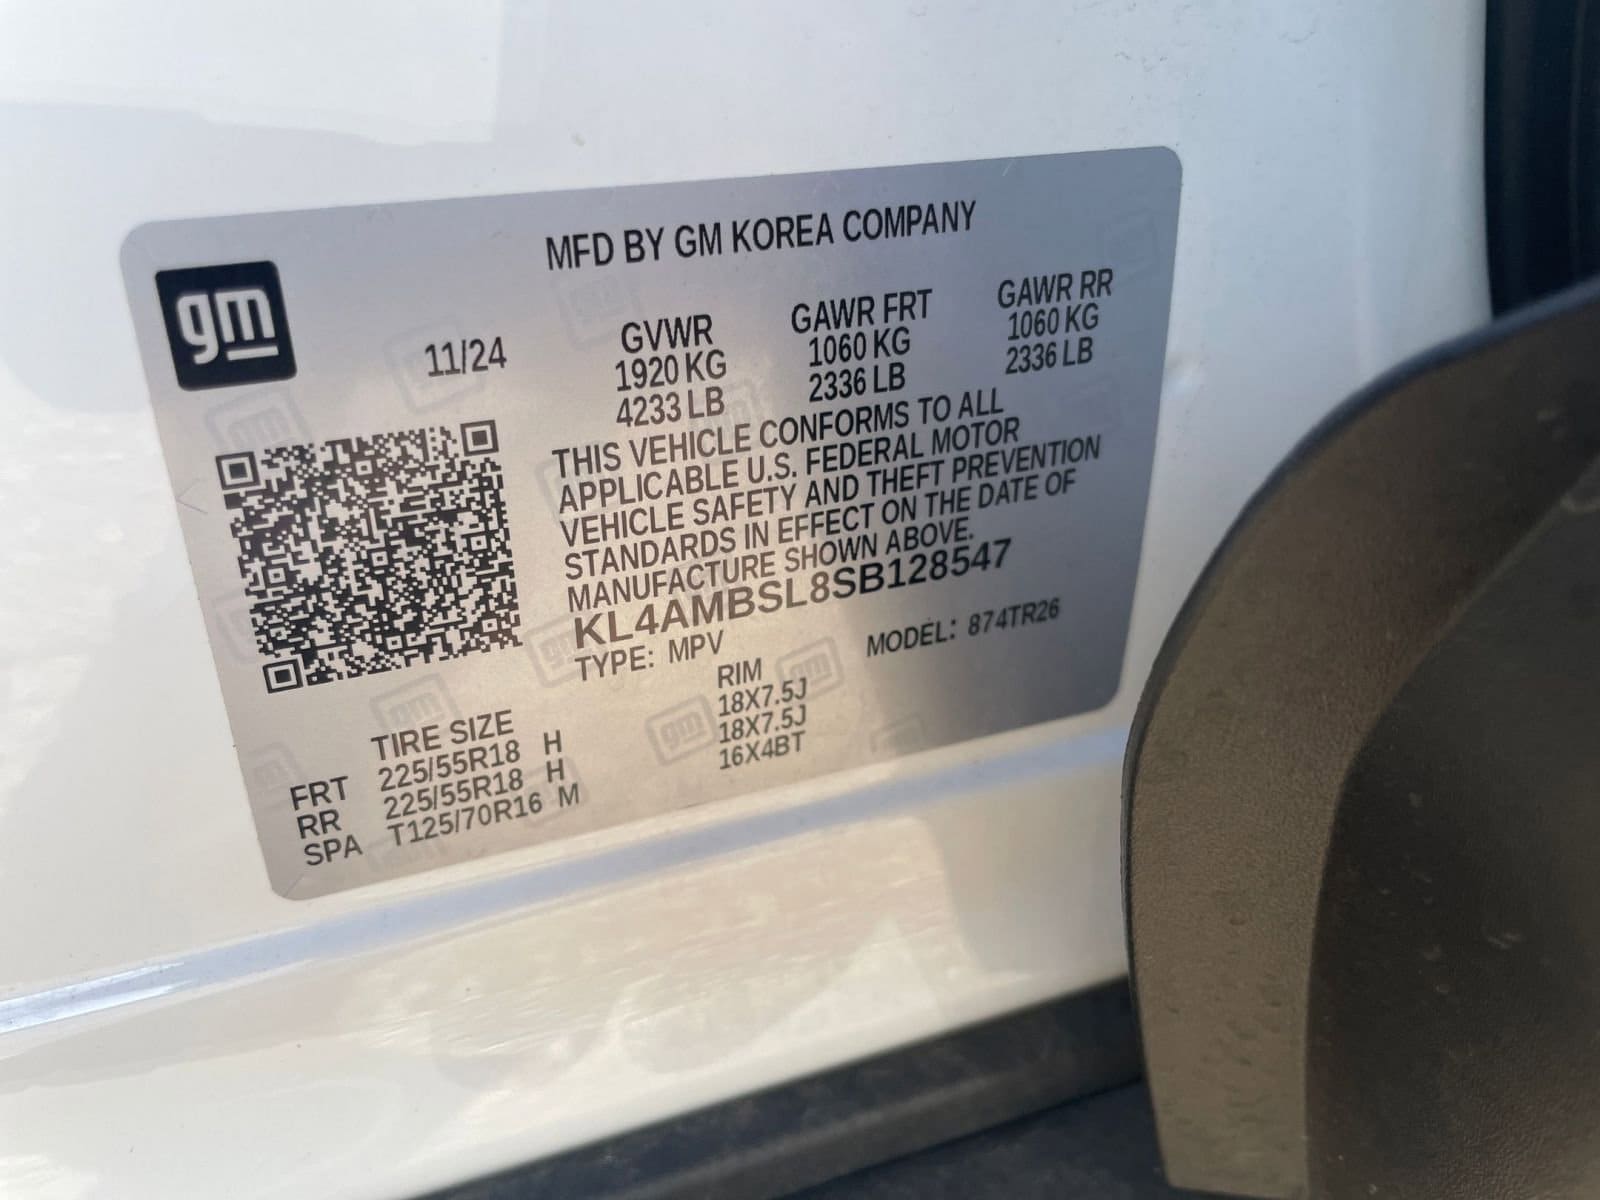 gm
MFD BY GM KOREA COMPANY
11/24
GVWR
1920 KG
4233 LB
GAWR FRT
1060 KG
2336 LB
GAWR RR
1060 KG
2336 LB
THIS VEHICLE CONFORMS TO ALL
APPLICABLE U.S. FEDERAL MOTOR
VEHICLE SAFETY AND THEFT PREVENTION
STANDARDS IN EFFECT ON THE DATE OF
MANUFACTURE SHOWN ABOVE.
KL4AMBSL8SB128547
TYPE: MPV MODEL: 874TR26
TIRE SIZE RIM
FRT 225/55R18 H 18X7.5J
RR 225/55R18 H 18X7.5J
SPA T125/70R16 M 16X4BT